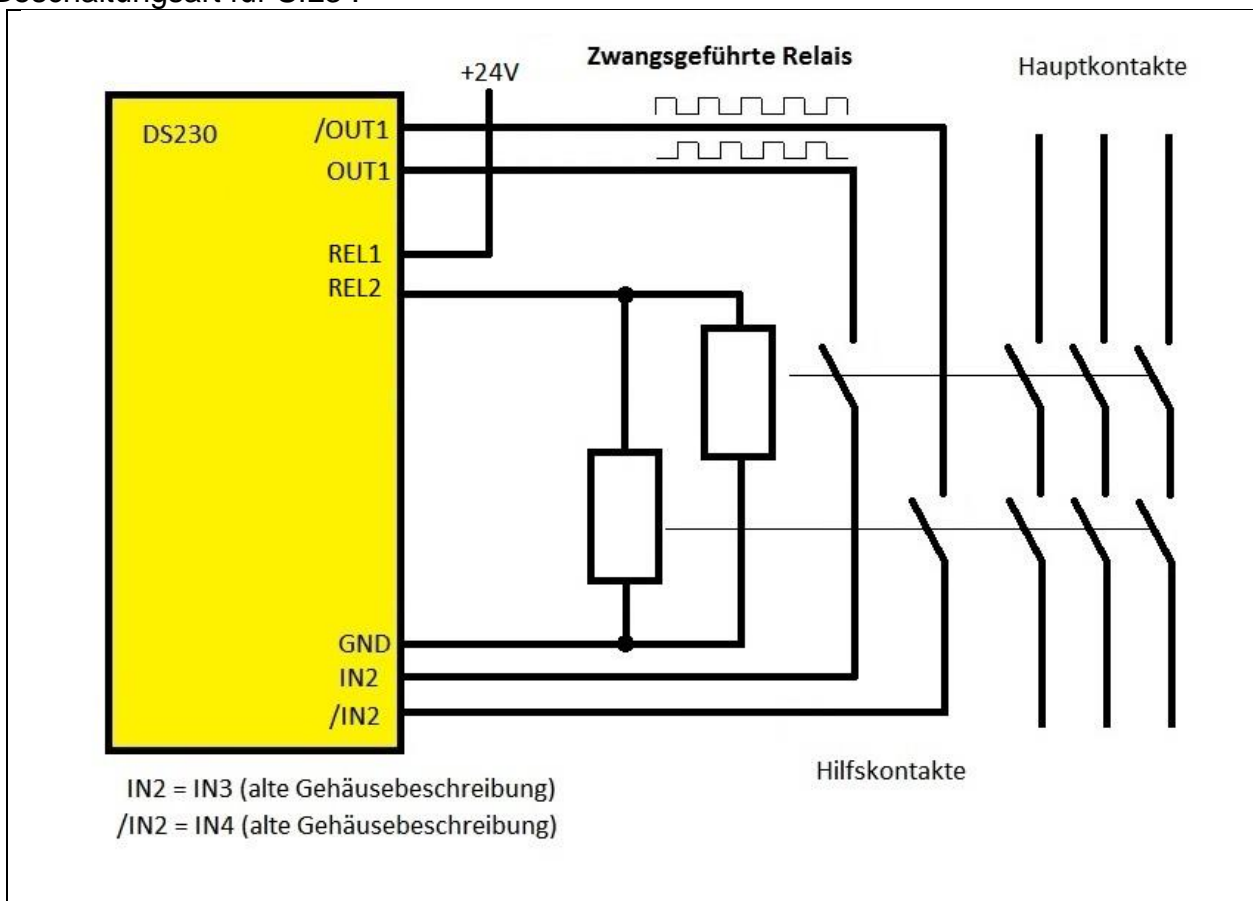 Zwangsgeführte Relais
+24V
Hauptkontakte
DS230
/OUT1
OUT1
REL1
REL2
GND
IN2
/IN2
Hilfskontakte
IN2 = IN3 (alte Gehäusebeschreibung)
/IN2 = IN4 (alte Gehäusebeschreibung)